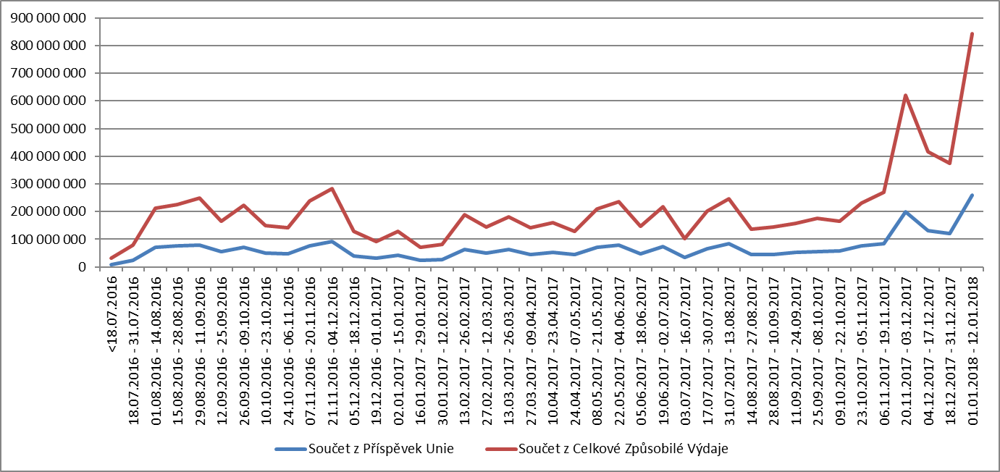 900 000 000
800 000 000
700 000 000
600 000 000
500 000 000
400 000 000
300 000 000
200 000 000
100 000 000
0
<18.07.2016
18.07.2016 - 31.07.2016
01.08.2016 - 14.08.2016
15.08.2016 - 28.08.2016
29.08.2016 - 11.09.2016
12.09.2016 - 25.09.2016
26.09.2016 - 09.10.2016
10.10.2016 - 23.10.2016
24.10.2016 - 06.11.2016
07.11.2016 - 20.11.2016
21.11.2016 - 04.12.2016
05.12.2016 - 18.12.2016
19.12.2016 - 01.01.2017
02.01.2017 - 15.01.2017
16.01.2017 - 29.01.2017
30.01.2017 - 12.02.2017
13.02.2017 - 26.02.2017
27.02.2017 - 12.03.2017
13.03.2017 - 26.03.2017
27.03.2017 - 09.04.2017
10.04.2017 - 23.04.2017
24.04.2017 - 07.05.2017
08.05.2017 - 21.05.2017
22.05.2017 - 04.06.2017
05.06.2017 - 18.06.2017
19.06.2017 - 02.07.2017
03.07.2017 - 16.07.2017
17.07.2017 - 30.07.2017
31.07.2017 - 13.08.2017
14.08.2017 - 27.08.2017
28.08.2017 - 10.09.2017
11.09.2017 - 24.09.2017
25.09.2017 - 08.10.2017
09.10.2017 - 22.10.2017
23.10.2017 - 05.11.2017
06.11.2017 - 19.11.2017
20.11.2017 - 03.12.2017
04.12.2017 - 17.12.2017
18.12.2017 - 31.12.2017
01.01.2018 - 12.01.2018
Součet z Příspěvek Unie
Součet z Celkové Způsobilé Výdaje